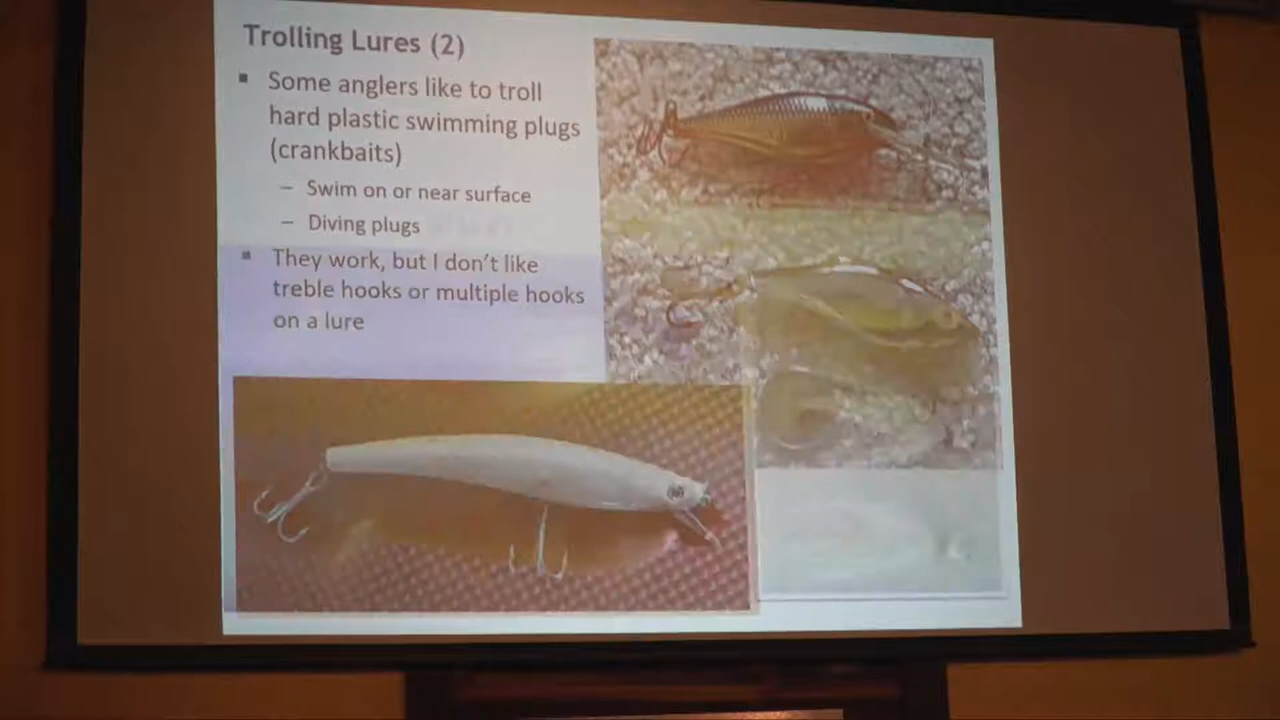 Trolling Lures (2)
▪ Some anglers like to troll
hard plastic swimming plugs
(crankbaits)
– Swim on or near surface
– Diving plugs
▪ They work, but I don't like
treble hooks or multiple hooks
on a lure